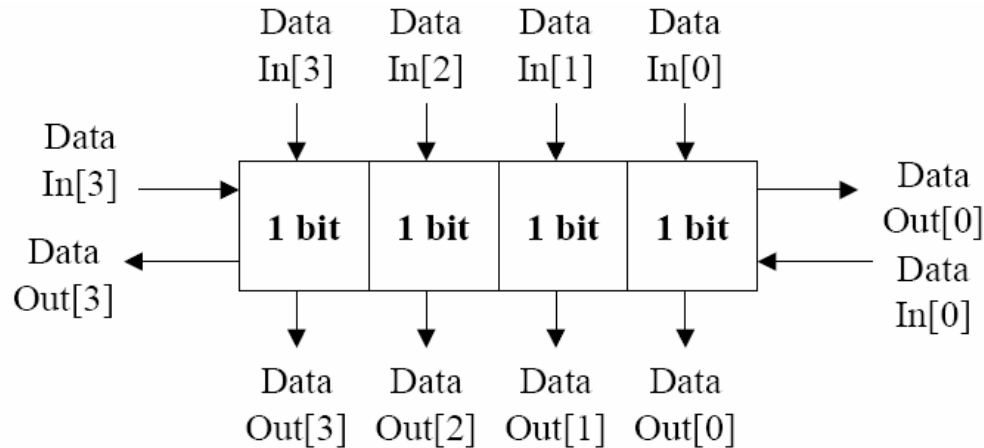 Data Data Data Data
In[3] In[2] In[1] In[0]
Data
In[3]
Data
Out[3]
1 bit 1 bit 1 bit 1 bit
Data
Out[0]
Data
In[0]
Data Data Data Data
Out[3] Out[2] Out[1] Out[0]